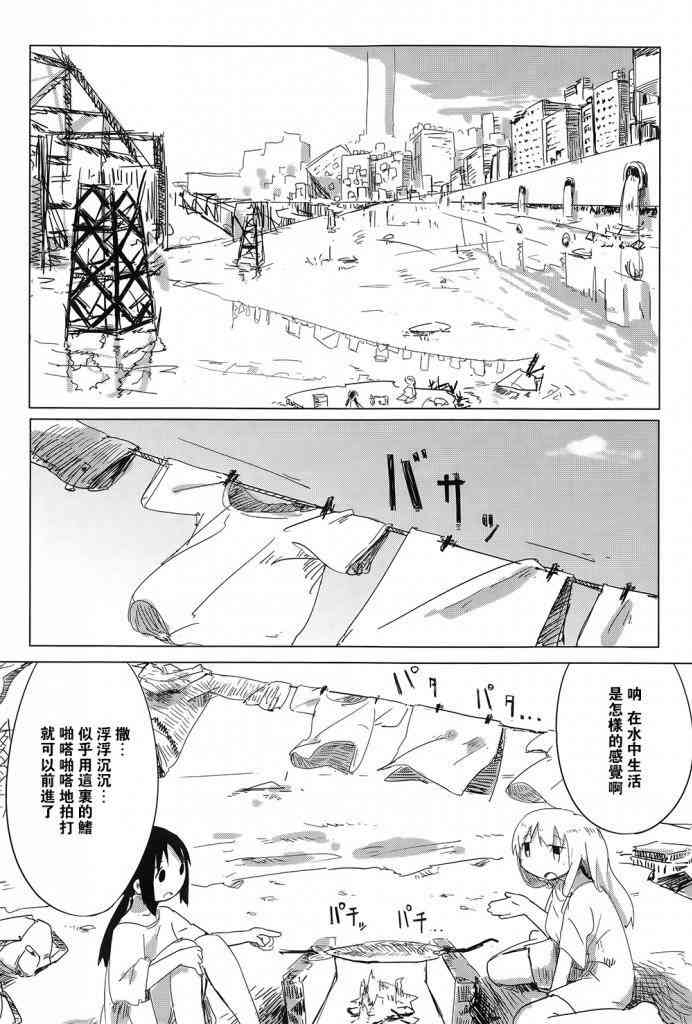 バサッ
呐 在水中生活
是怎樣的感覺啊
パタ
パタ…
撒…
浮浮沉沉…
似乎用這裏的鰭
啪嗒啪嗒地拍打
就可以前進了
パチッ
パチ…